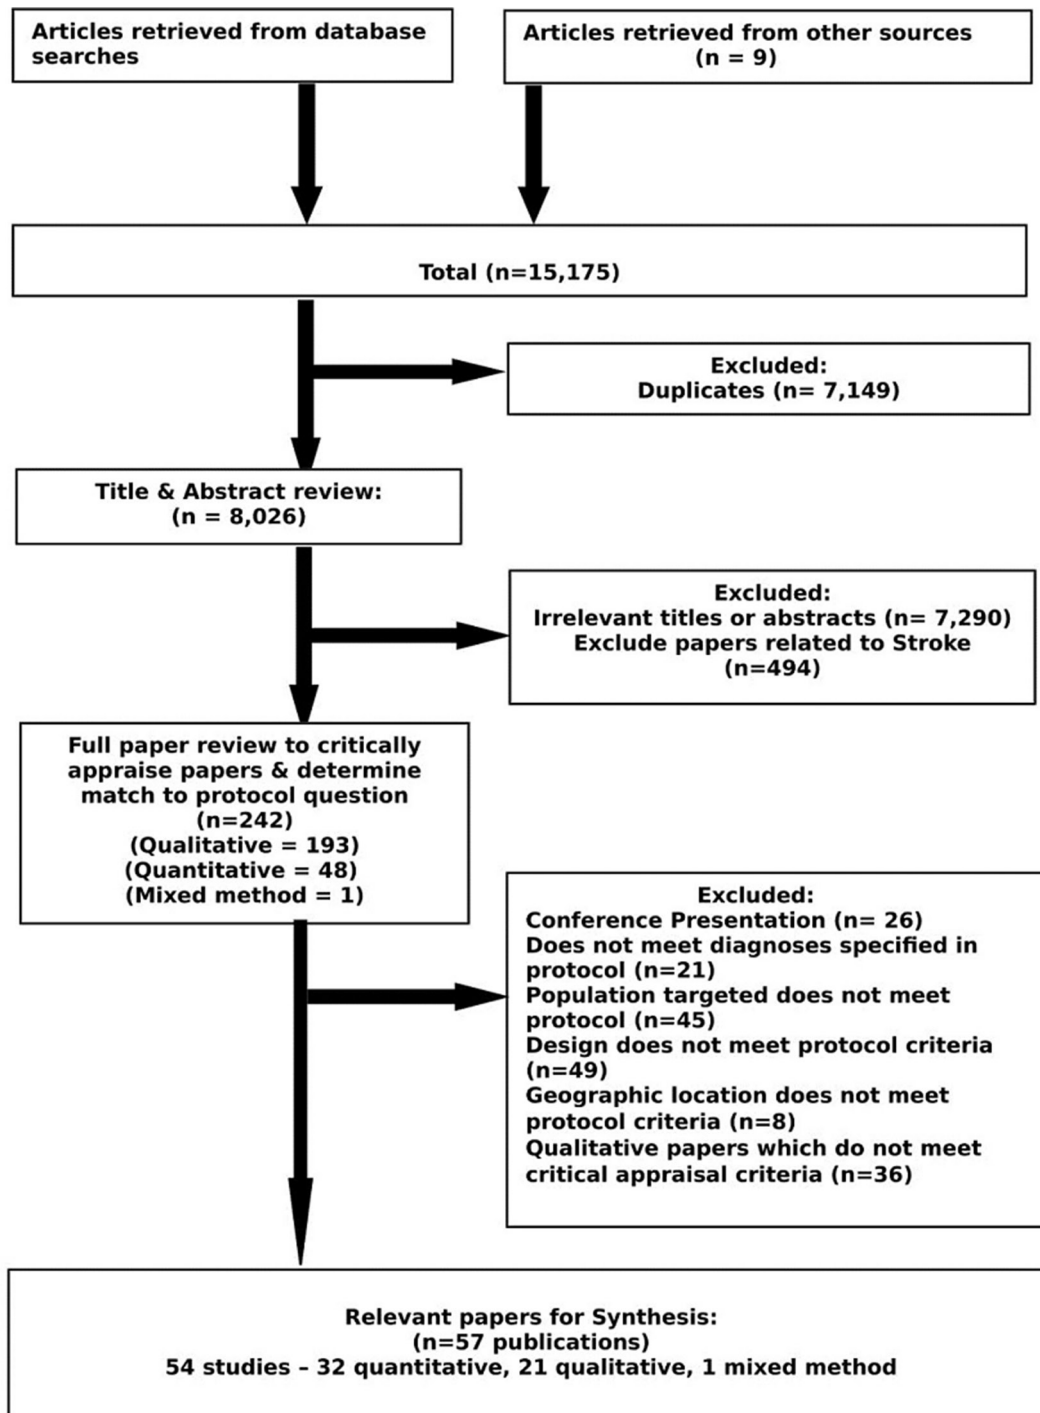 Articles retrieved from database
searches
Articles retrieved from other sources
(n = 9)
Total (n=15,175)
Excluded:
Duplicates (n= 7,149)
Title & Abstract review:
(n = 8,026)
Excluded:
Irrelevant titles or abstracts (n= 7,290)
Exclude papers related to Stroke
(n=494)
Full paper review to critically
appraise papers & determine
match to protocol question
(n=242)
(Qualitative = 193)
(Quantitative = 48)
(Mixed method = 1)
Excluded:
Conference Presentation (n= 26)
Does not meet diagnoses specified in
protocol (n=21)
Population targeted does not meet
protocol (n=45)
Design does not meet protocol criteria
(n=49)
Geographic location does not meet
protocol criteria (n=8)
Qualitative papers which do not meet
critical appraisal criteria (n=36)
Relevant papers for Synthesis:
(n=57 publications)
54 studies – 32 quantitative, 21 qualitative, 1 mixed method